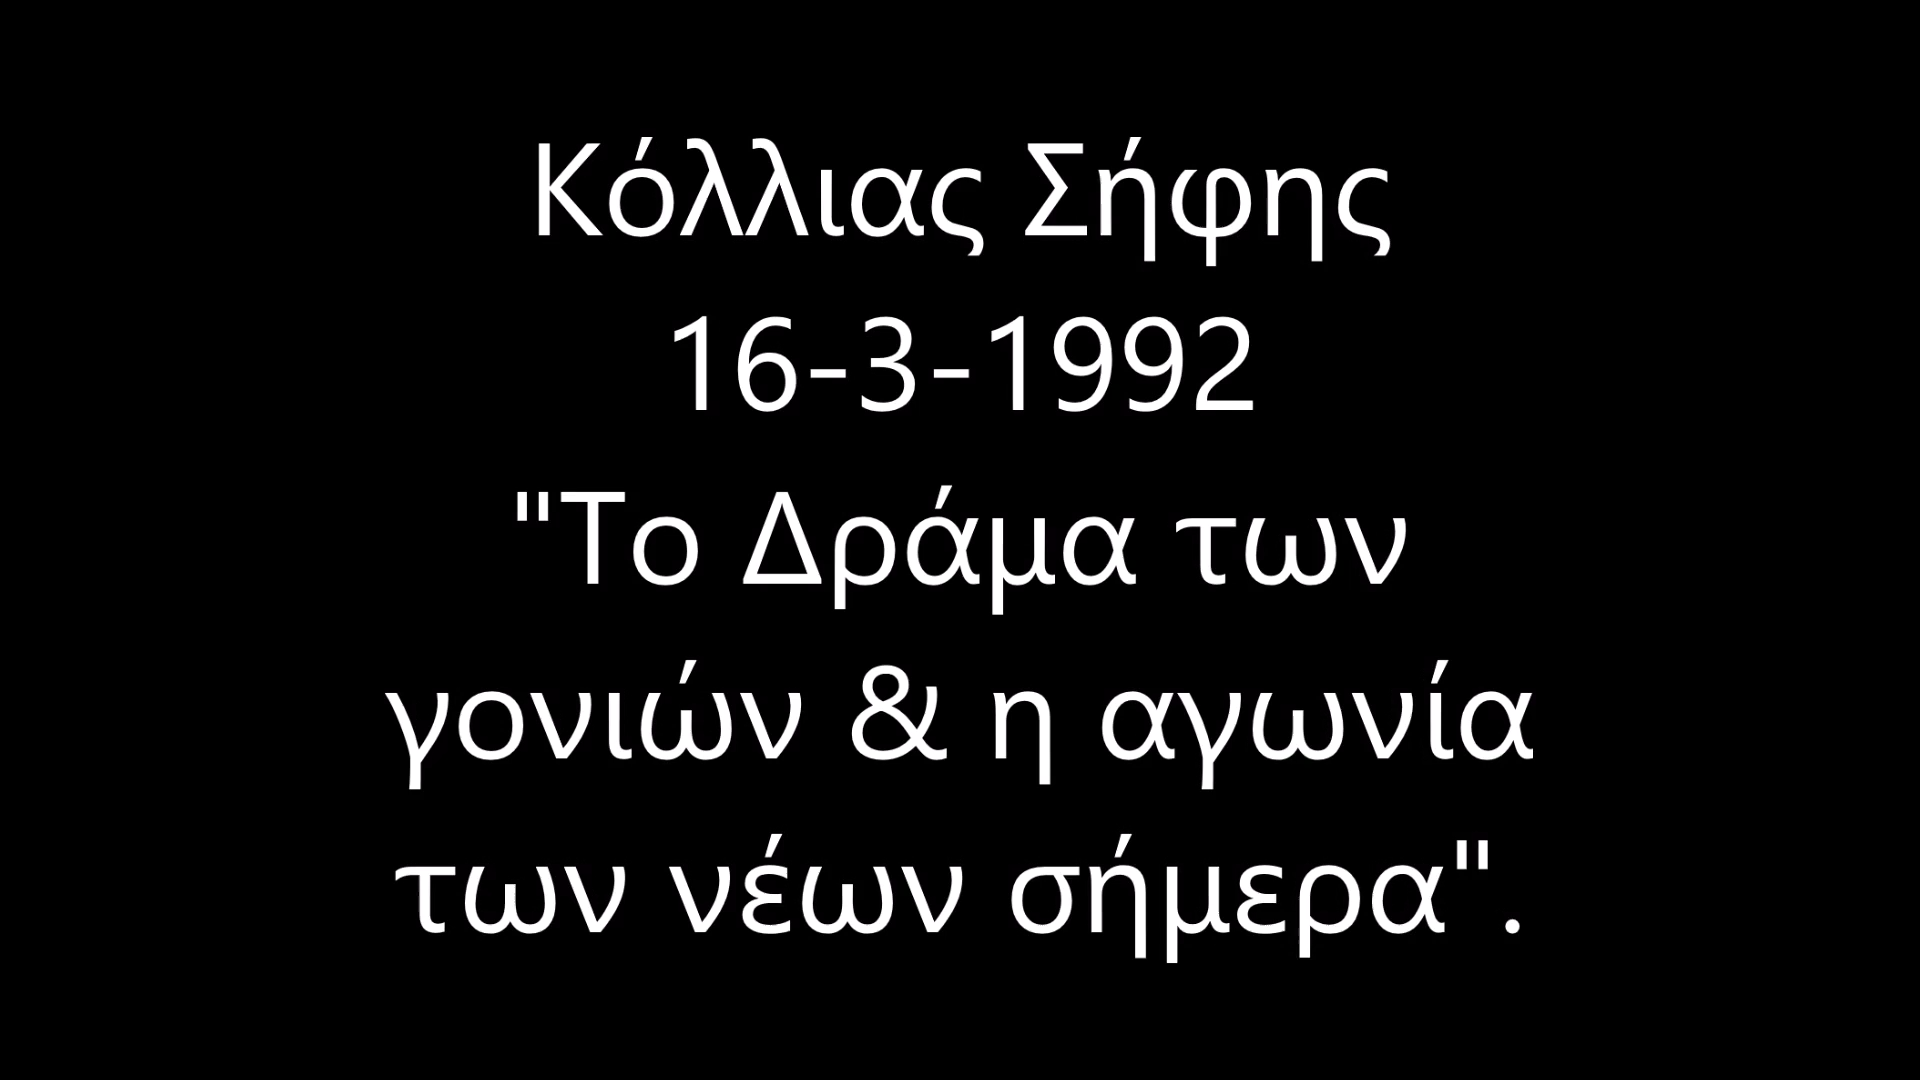 Κόλλιας Σήφης
16-3-1992
"Το Δράμα των
γονιών & η αγωνία
των νέων σήμερα".